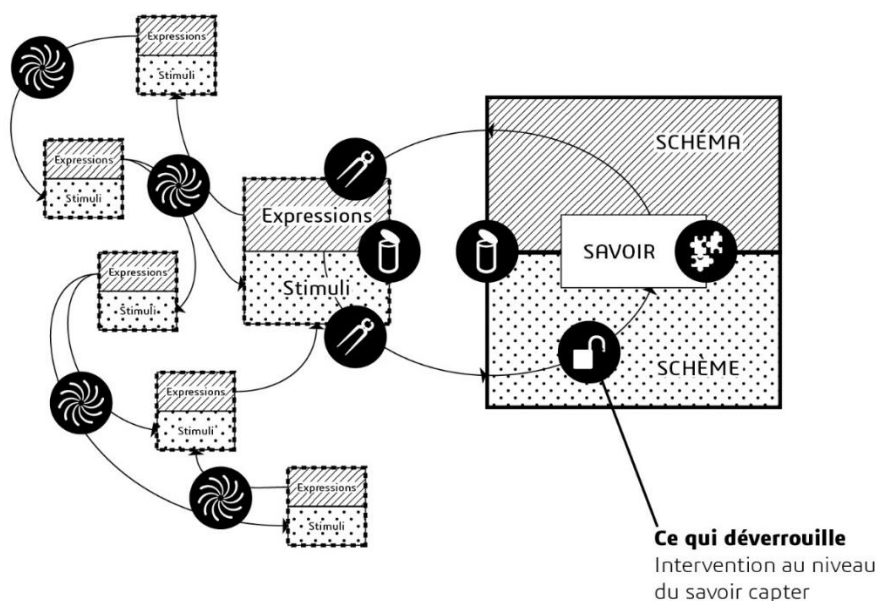 Expressions
Stimuli
Expressions
Stimuli
SCHÉMA
Expressions
SAVOIR
Expressions
Stimuli
Stimuli
SCHÈME
Expressions
Stimuli
Expressions
Stimuli
Ce qui déverrouille
Intervention au niveau
du savoir capter